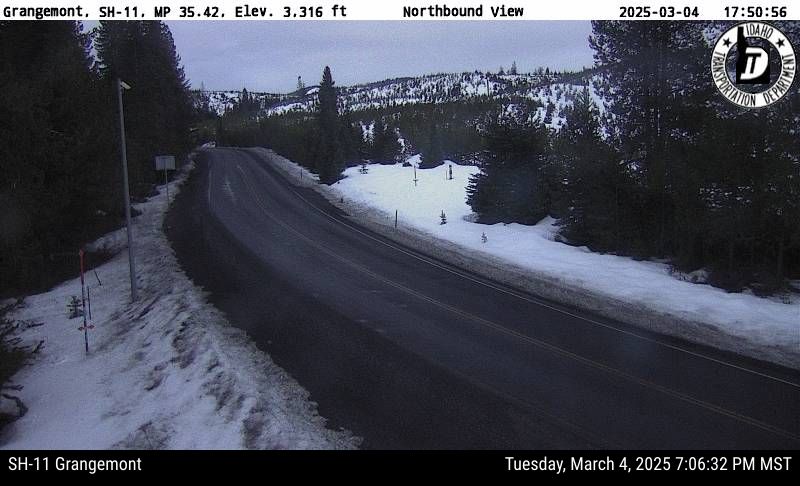 Grangemont, SH-11, MP 35.42, Elev. 3,316 ft Northbound View 2025-03-04 17:50:56
IDAHO
TRANSPORTATION DEPARTMENT
SH-11 Grangemont Tuesday, March 4, 2025 7:06:32 PM MST